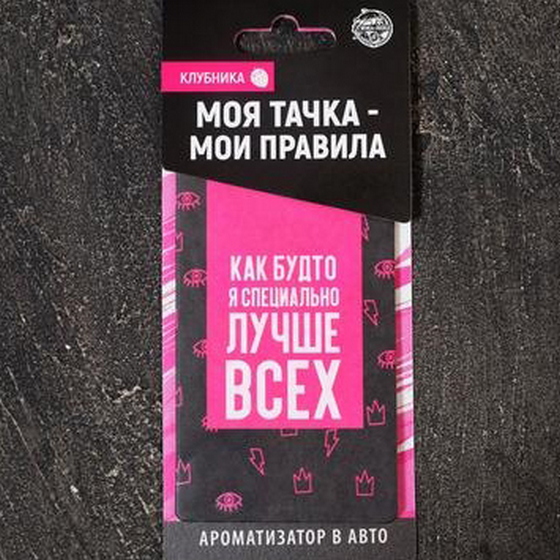 КЛУБНИКА
МОЯ ТАЧКА -
МОИ ПРАВИЛА
КАК БУДТО
Я СПЕЦИАЛЬНО
ЛУЧШЕ
ВСЕХ
АРОМАТИЗАТОР В АВТО